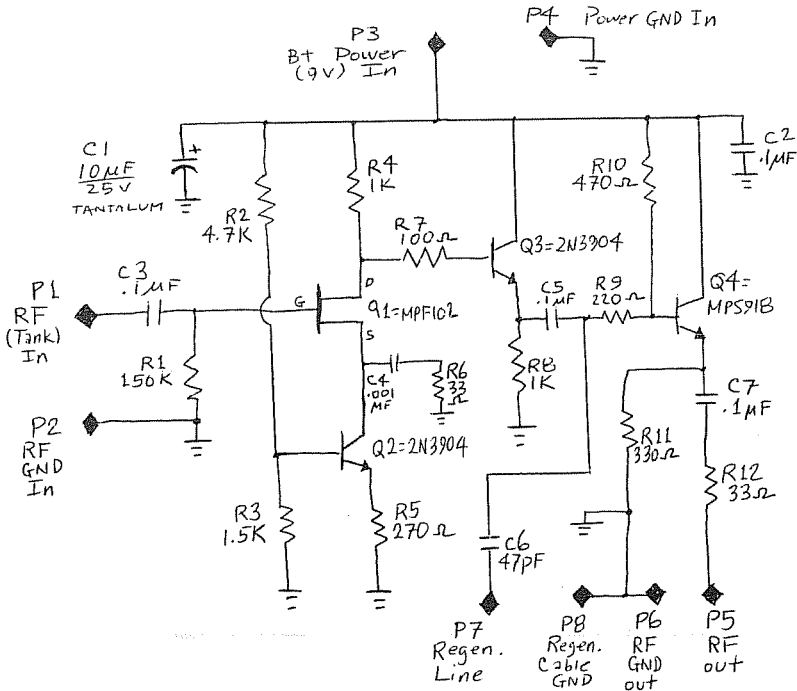 P4 Power GND In
P3
B+ Power
(9V) In
C1
10µF
25V
TANTALUM
+
R2
4.7K
R4
1K
R7
100Ω
Q3=2N3904
R10
470Ω
C2
.1µF
P1
RF
(Tank)
In
C3
.1µF
G
D
S
Q1=MPF102
C5
.1µF
R9
220Ω
Q4=
MPS918
R1
150K
C4
.001
MF
R6
33
Ω
R8
1K
C7
.1µF
P2
RF
GND
In
Q2=2N3904
R11
330Ω
R12
33Ω
R3
1.5K
R5
270Ω
C6
47pF
P7
Regen.
Line
P8
Regen.
Cable
GND
P6
RF
GND
out
P5
RF
out